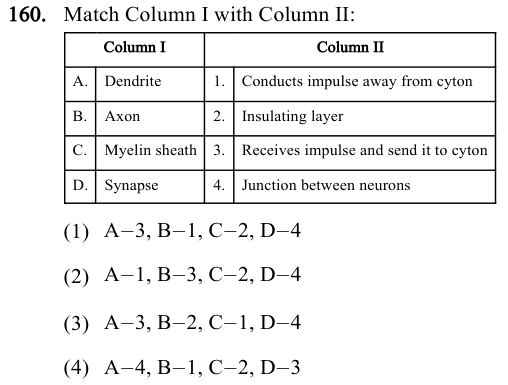 160. Match Column I with Column II:
Column I Column II
A. Dendrite 1. Conducts impulse away from cyton
B. Axon 2. Insulating layer
C. Myelin sheath 3. Receives impulse and send it to cyton
D. Synapse 4. Junction between neurons
(1) A–3, B–1, C–2, D–4
(2) A–1, B–3, C–2, D–4
(3) A–3, B–2, C–1, D–4
(4) A–4, B–1, C–2, D–3